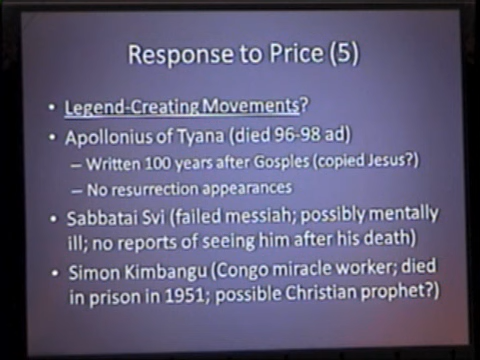 Response to Price (5)
• Legend-Creating Movements?
• Apollonius of Tyana (died 96-98 ad)
– Written 100 years after Gosples (copied Jesus?)
– No resurrection appearances
• Sabbatai Svi (failed messiah; possibly mentally
ill; no reports of seeing him after his death)
• Simon Kimbangu (Congo miracle worker; died
in prison in 1951; possible Christian prophet?)